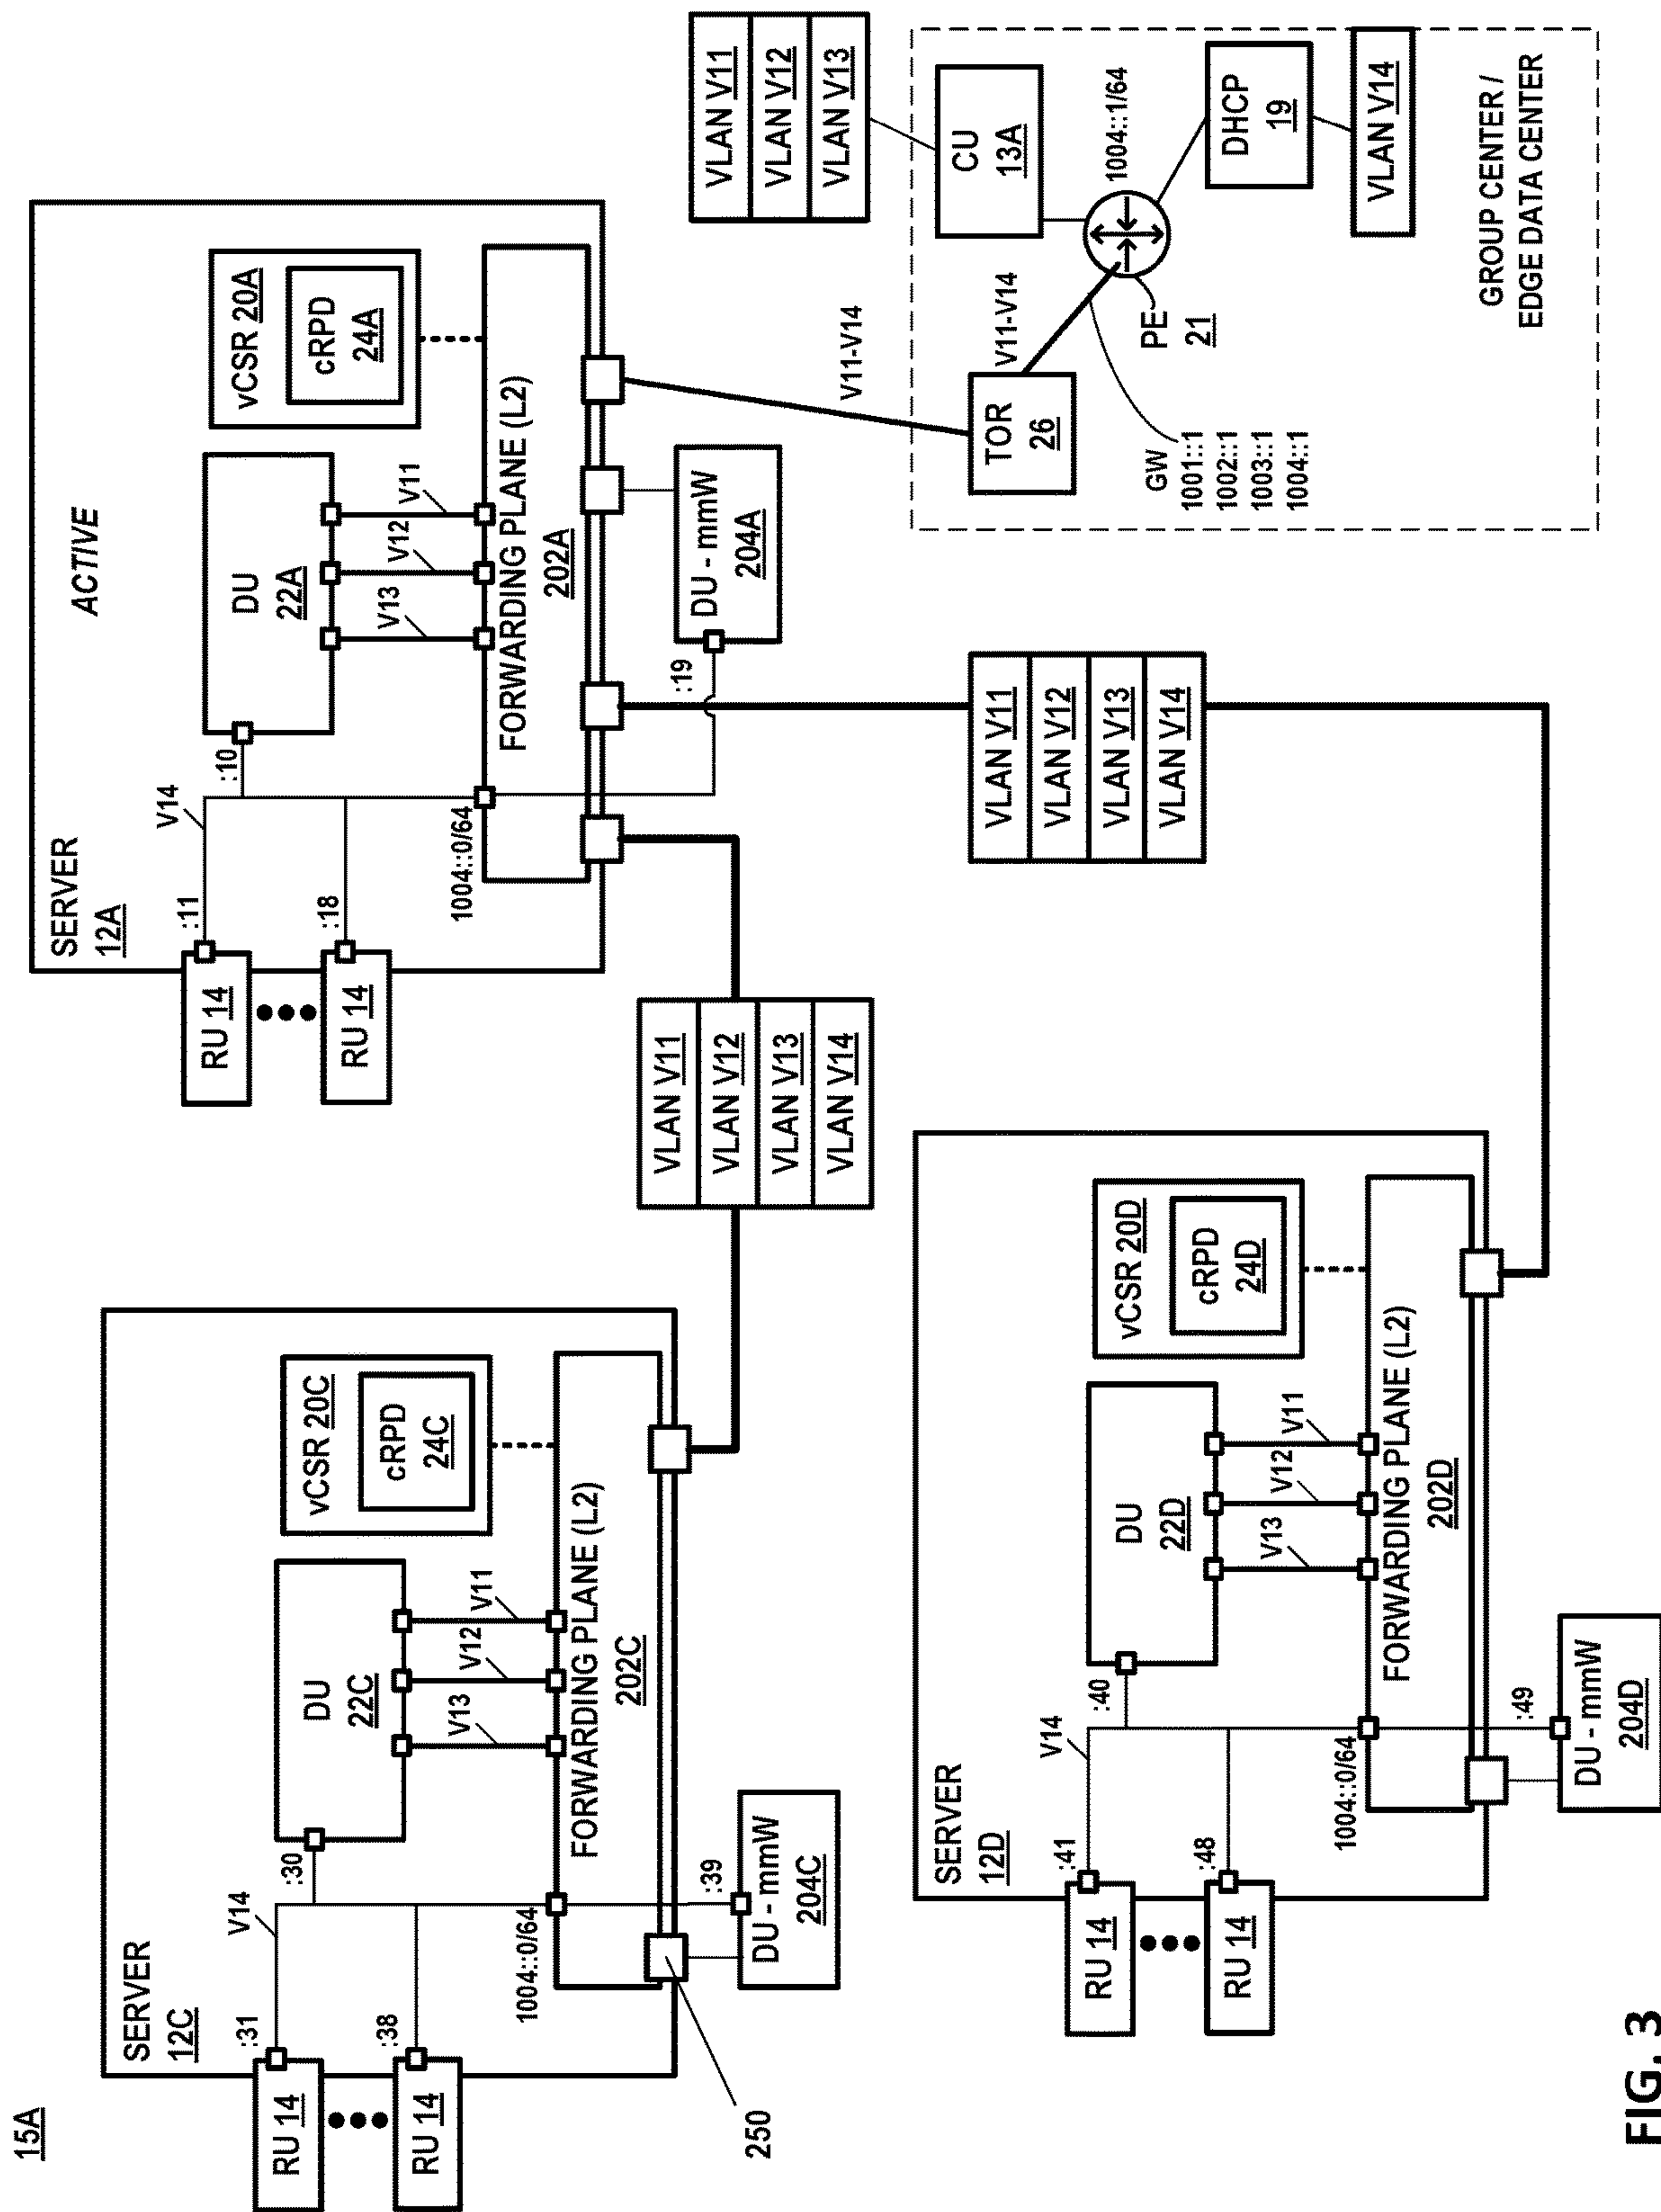 15A
SERVER
12C
RU 14
RU 14
:31
:38
V14
:30
DU
22C
V13
V12
V11
vCSR 20C
cRPD
24C
1004::0/64
FORWARDING PLANE (L2)
202C
250
:39
DU - mmW
204C
VLAN V11
VLAN V12
VLAN V13
VLAN V14
SERVER
12A
ACTIVE
RU 14
RU 14
:11
:18
V14
:10
DU
22A
V13
V12
V11
vCSR 20A
cRPD
24A
1004::0/64
FORWARDING PLANE (L2)
202A
:19
DU - mmW
204A
V11-V14
VLAN V11
VLAN V12
VLAN V13
VLAN V14
SERVER
12D
RU 14
RU 14
:41
:48
V14
:40
DU
22D
V13
V12
V11
vCSR 20D
cRPD
24D
1004::0/64
FORWARDING PLANE (L2)
202D
:49
DU - mmW
204D
VLAN V11
VLAN V12
VLAN V13
CU
13A
1004::1/64
TOR
26
V11-V14
PE
21
DHCP
19
VLAN V14
GW
1001::1
1002::1
1003::1
1004::1
GROUP CENTER /
EDGE DATA CENTER
FIG. 3